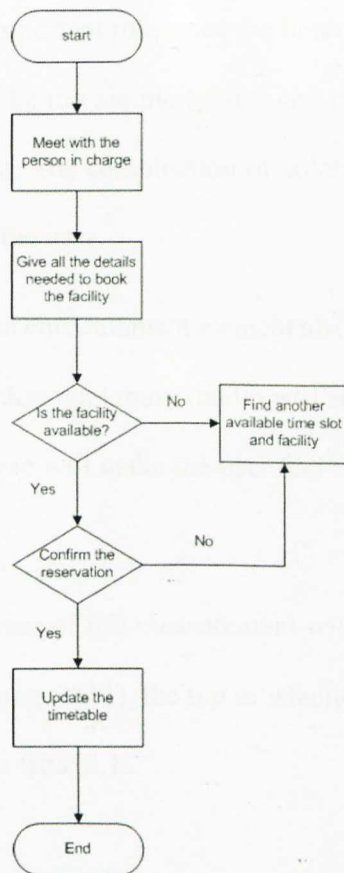 start
Meet with the
person in charge
Give all the details
needed to book
the facility
Is the facility
available?
No
Find another
available time slot
and facility
Yes
Confirm the
reservation
No
Yes
Update the
timetable
End